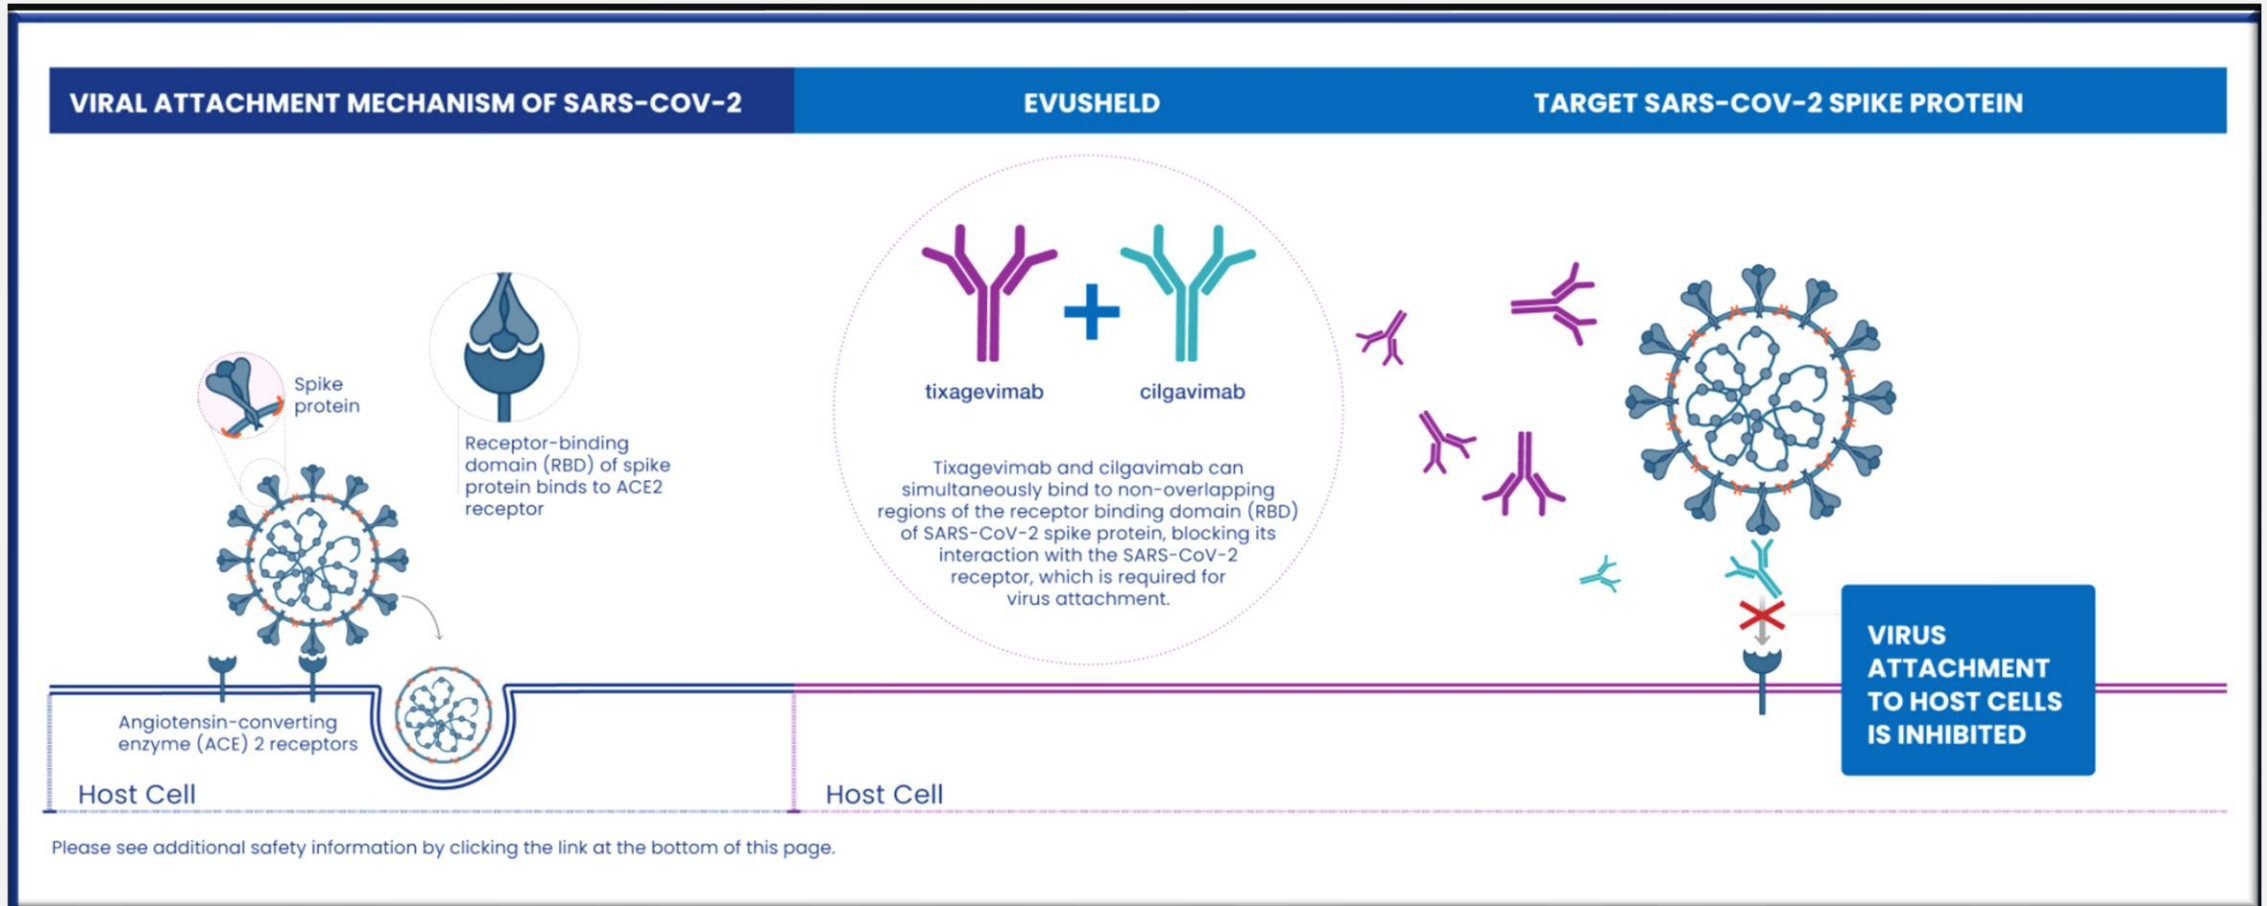 VIRAL ATTACHMENT MECHANISM OF SARS-COV-2
EVUSHELD
TARGET SARS-COV-2 SPIKE PROTEIN
Spike
protein
Receptor-binding
domain (RBD) of spike
protein binds to ACE2
receptor
Angiotensin-converting
enzyme (ACE) 2 receptors
Host Cell
tixagevimab
cilgavimab
Tixagevimab and cilgavimab can
simultaneously bind to non-overlapping
regions of the receptor binding domain (RBD)
of SARS-CoV-2 spike protein, blocking its
interaction with the SARS-CoV-2
receptor, which is required for
virus attachment.
Host Cell
VIRUS
ATTACHMENT
TO HOST CELLS
IS INHIBITED
Please see additional safety information by clicking the link at the bottom of this page.